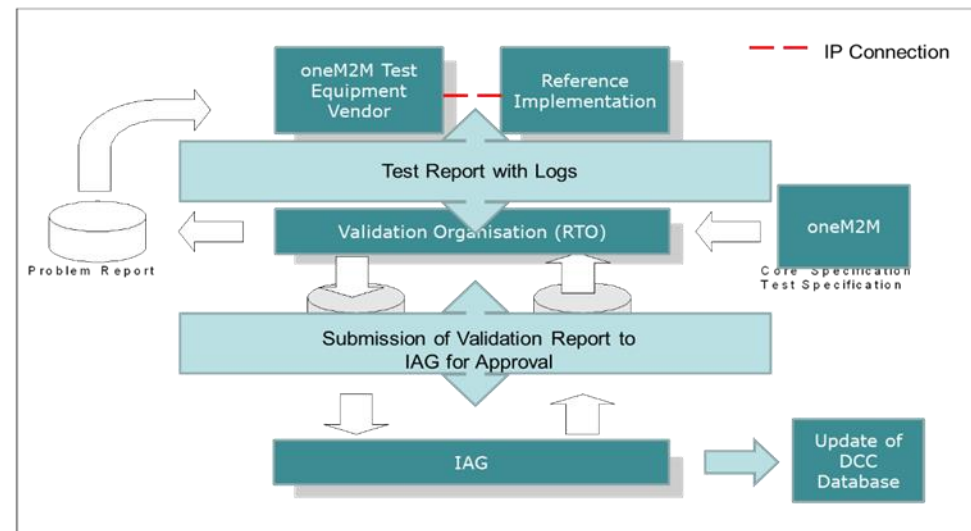 IP Connection
oneM2M Test
Equipment
Vendor
Reference
Implementation
Test Report with Logs
Validation Organisation (RTO)
oneM2M
Problem Report
Core Specification
Test Specification
Submission of Validation Report to
IAG for Approval
IAG
Update of
DCC
Database